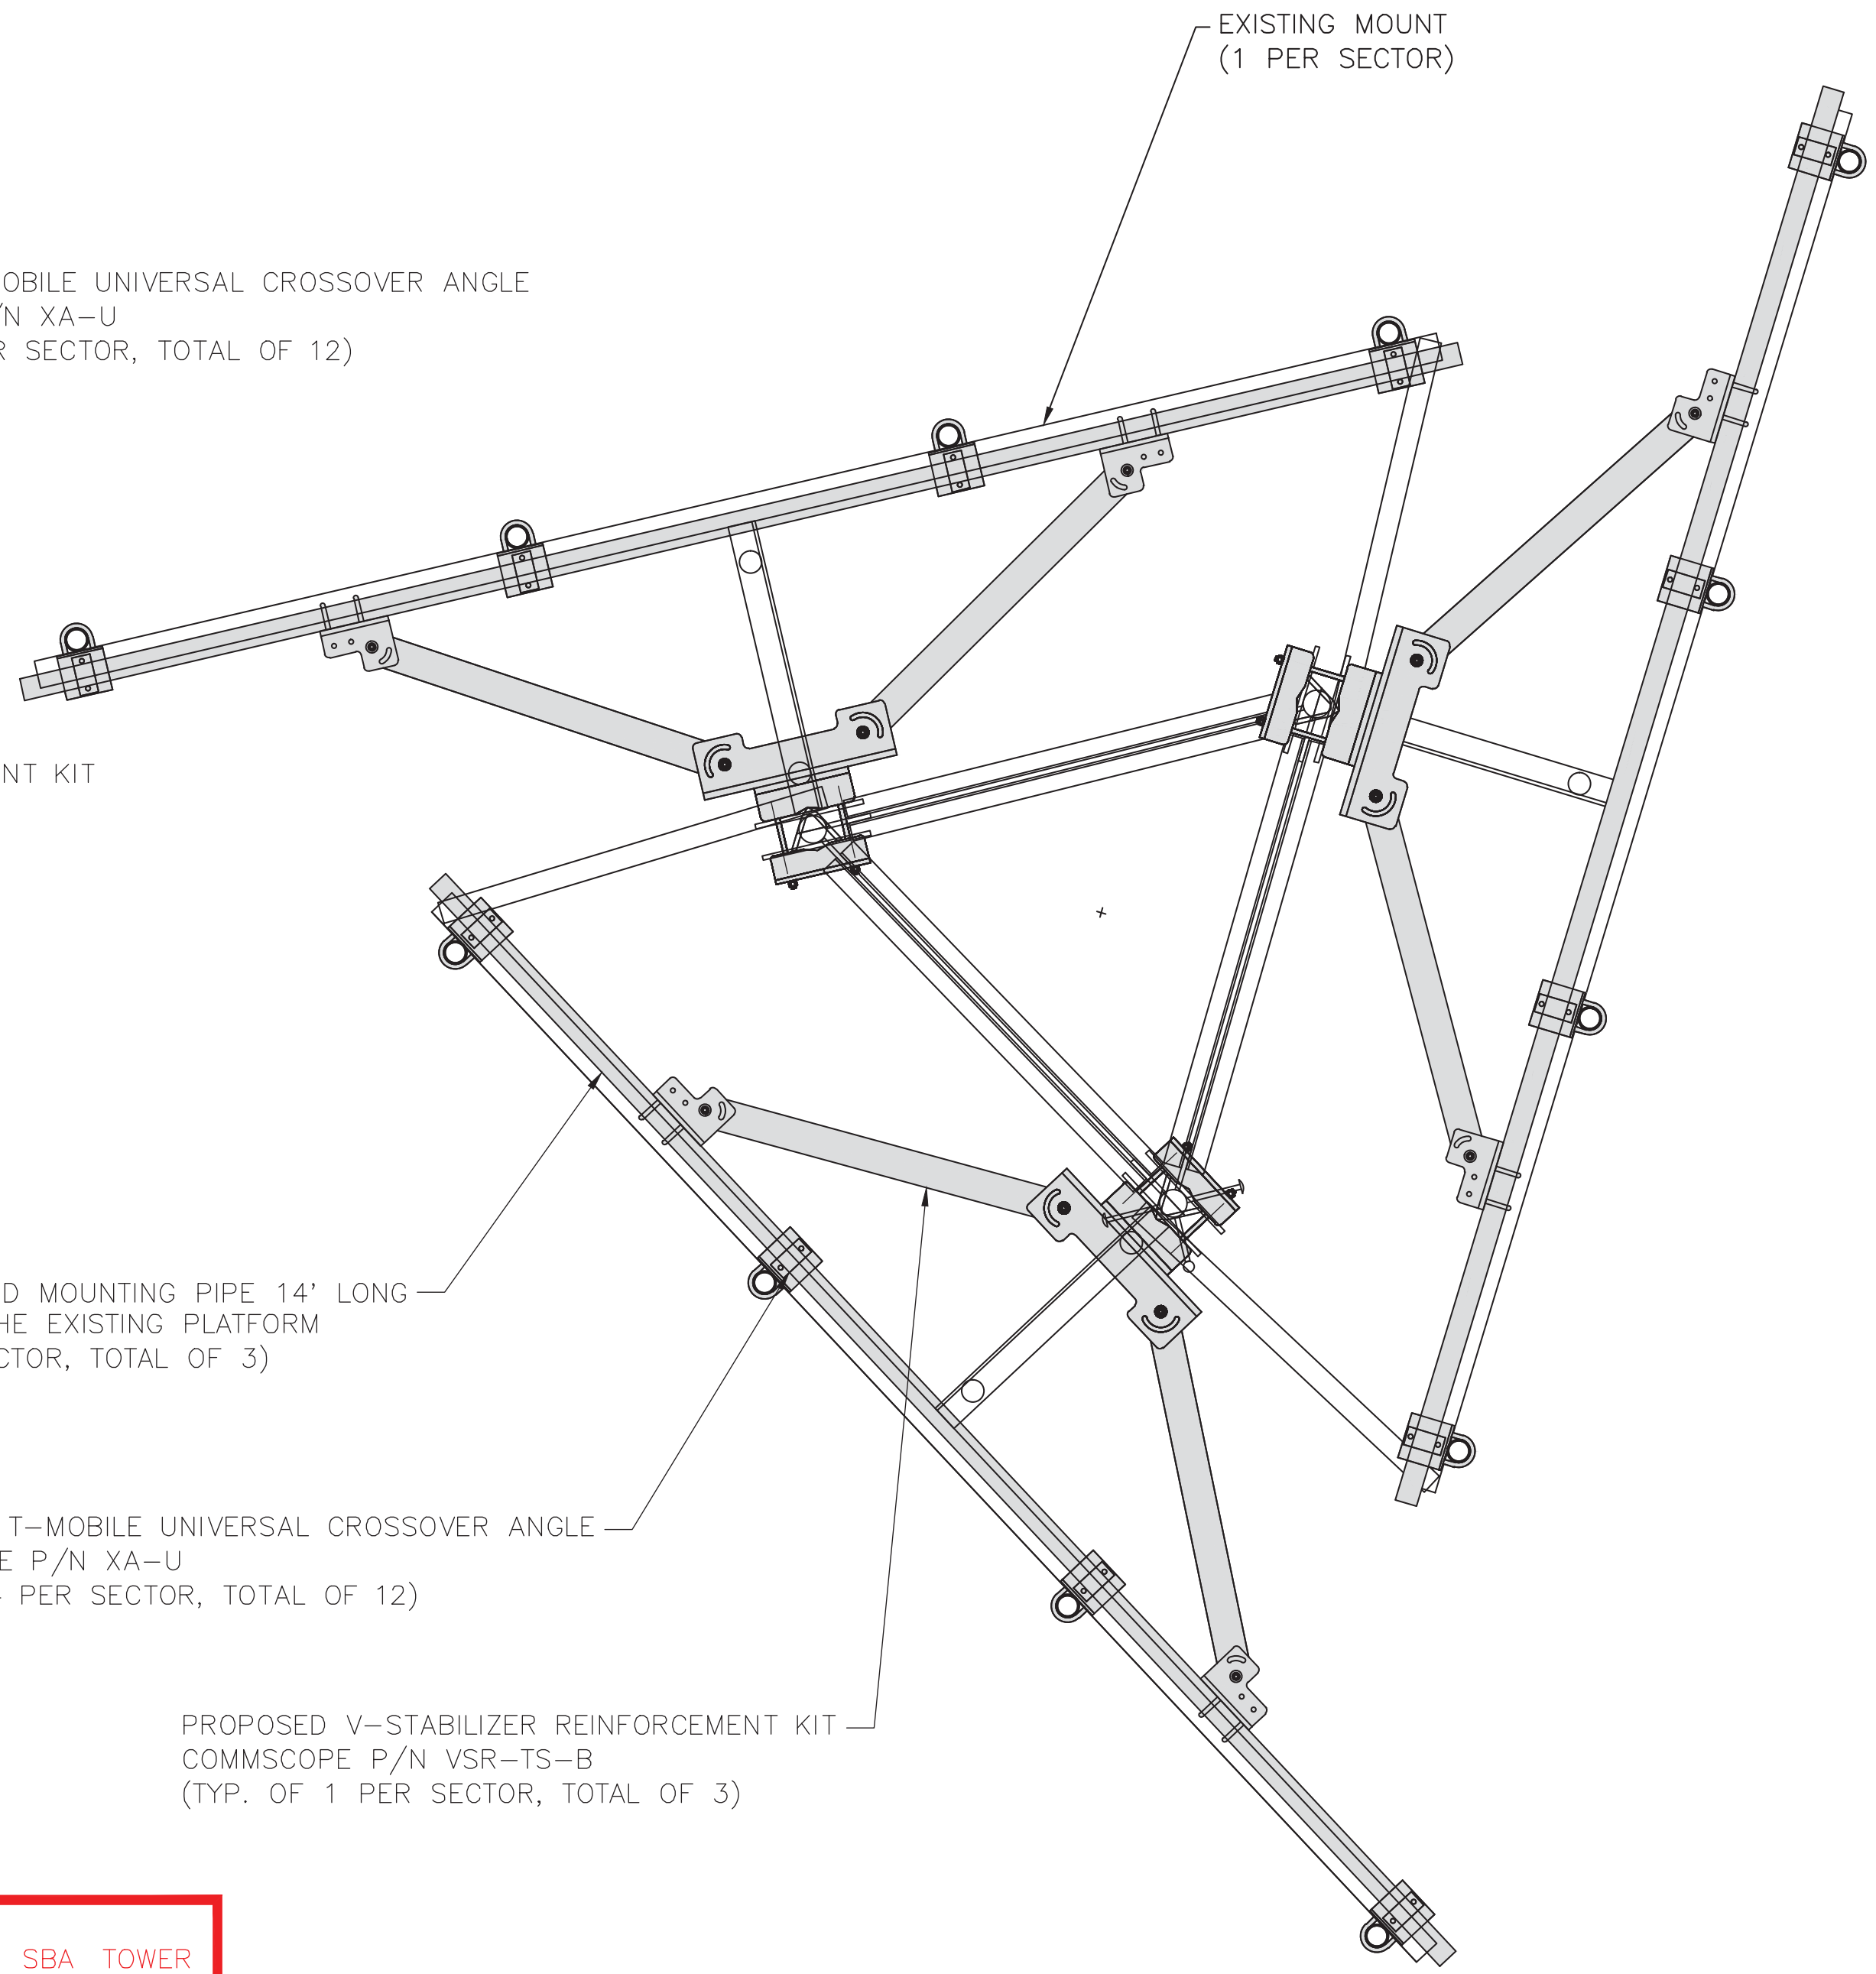 EXISTING MOUNT
(1 PER SECTOR)
OBILE UNIVERSAL CROSSOVER ANGLE
/N XA-U
R SECTOR, TOTAL OF 12)
NT KIT
D MOUNTING PIPE 14' LONG
HE EXISTING PLATFORM
CTOR, TOTAL OF 3)
T-MOBILE UNIVERSAL CROSSOVER ANGLE
E P/N XA-U
PER SECTOR, TOTAL OF 12)
PROPOSED V-STABILIZER REINFORCEMENT KIT
COMMSCOPE P/N VSR-TS-B
(TYP. OF 1 PER SECTOR, TOTAL OF 3)
SBA TOWER